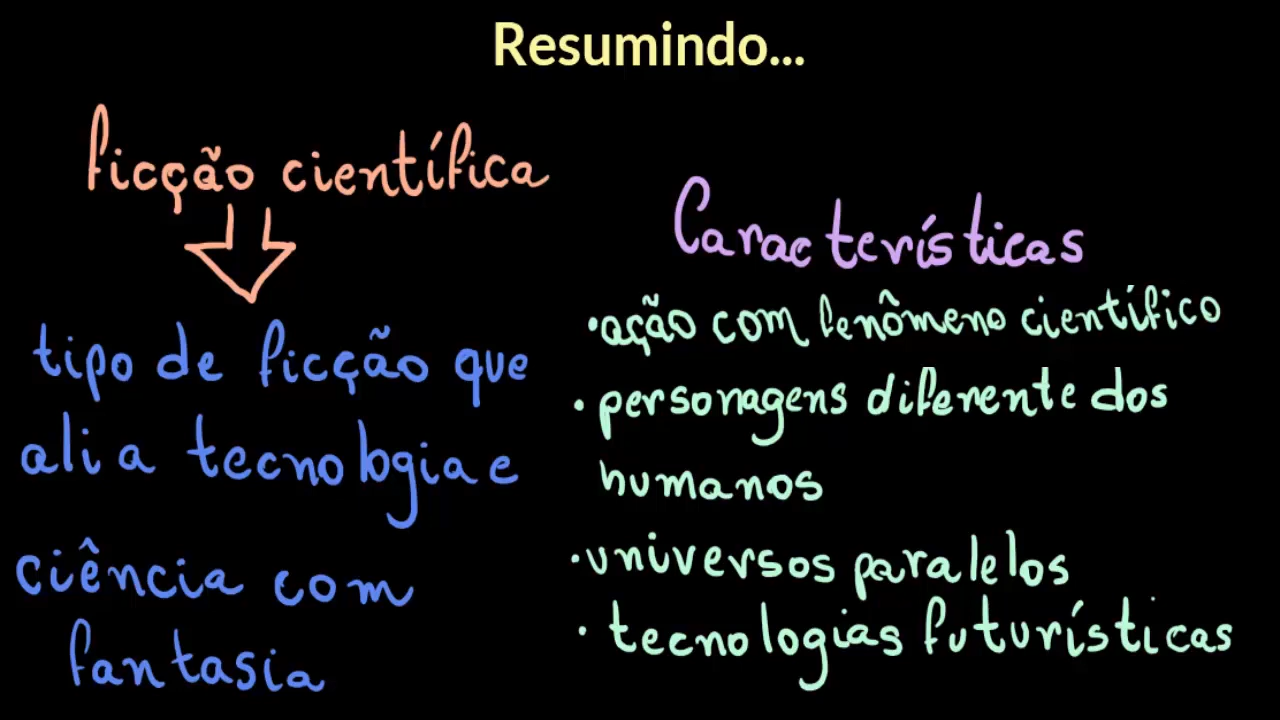 Resumindo...
ficção científica
tipo de ficção que
alia tecnologia e
ciência com
fantasia
Características
•ação com fenômeno científico
• personagens diferente dos
humanos
•universos paralelos
• tecnologias futurísticas